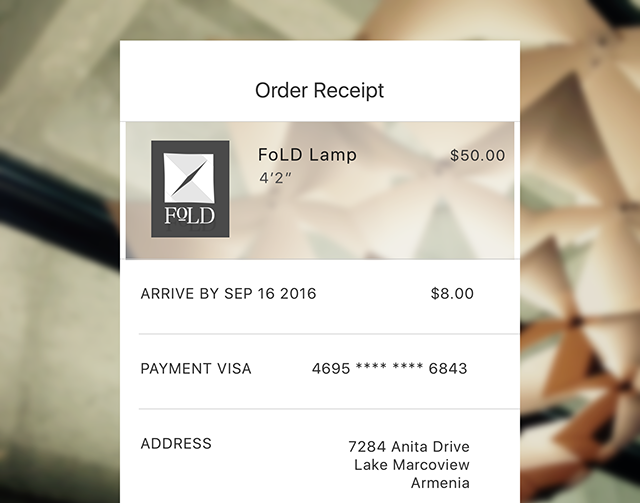 Order Receipt
FoLD Lamp $50.00
4’2”
FOLD
ARRIVE BY SEP 16 2016 $8.00
PAYMENT VISA 4695 **** **** 6843
ADDRESS 7284 Anita Drive
Lake Marcoview
Armenia